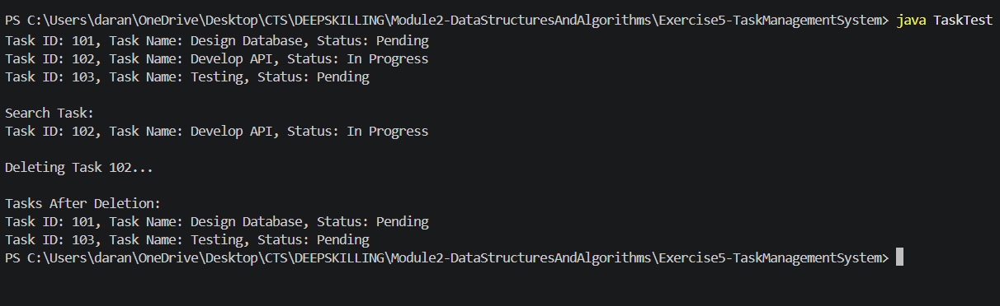 PS C:\Users\daran\OneDrive\Desktop\CTS\DEEPSKILLING\Module2-DataStructuresAndAlgorithms\Exercise5-TaskManagementSystem> java TaskTest
Task ID: 101, Task Name: Design Database, Status: Pending
Task ID: 102, Task Name: Develop API, Status: In Progress
Task ID: 103, Task Name: Testing, Status: Pending
Search Task:
Task ID: 102, Task Name: Develop API, Status: In Progress
Deleting Task 102...
Tasks After Deletion:
Task ID: 101, Task Name: Design Database, Status: Pending
Task ID: 103, Task Name: Testing, Status: Pending
PS C:\Users\daran\OneDrive\Desktop\CTS\DEEPSKILLING\Module2-DataStructuresAndAlgorithms\Exercise5-TaskManagementSystem>